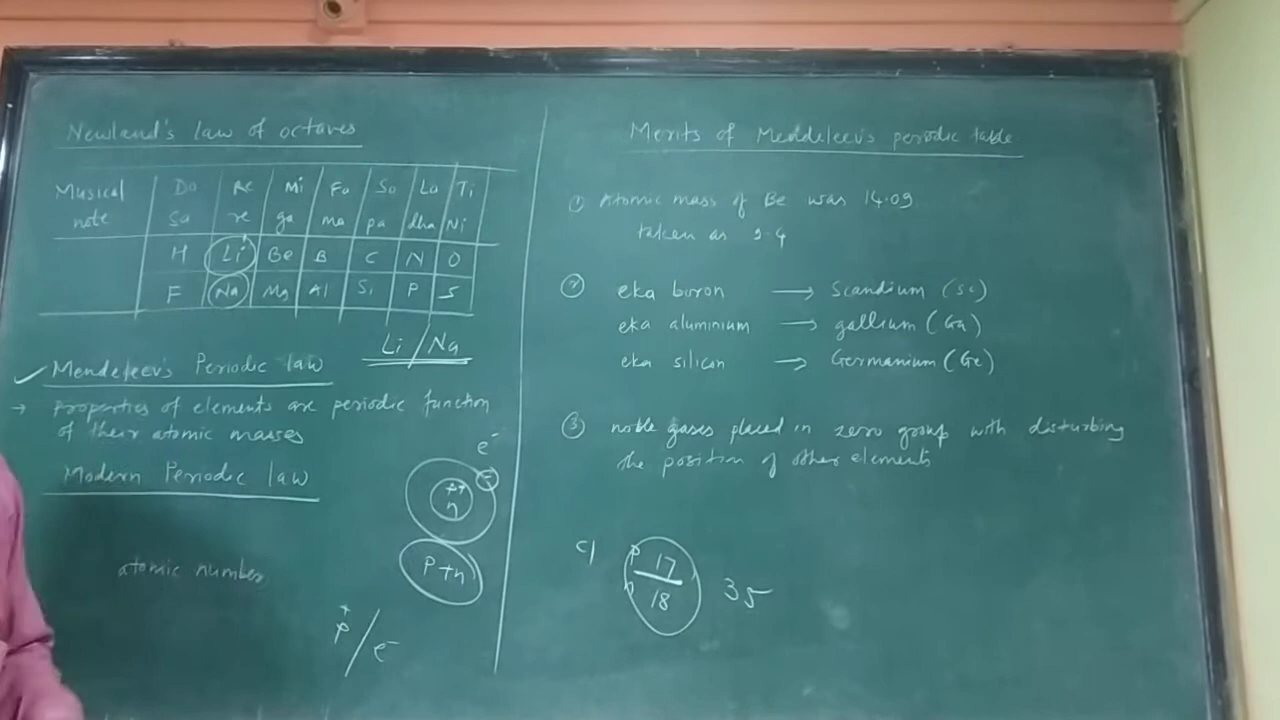 Newland's law of octaves
Musical note Do Re Mi Fa So La Ti
Sa re ga ma pa dha Ni
H Li Be B C N O
F Na Mg Al Si P S
Li / Na
Mendeleev's Periodic law
→ Properties of elements are periodic function
of their atomic masses
Modern Periodic law
e⁻
p+
n
P+n
atomic number
p⁺/e⁻
Merits of Mendeleev's periodic table
① Atomic mass of Be was 14.09
taken as 9.4
② eka boron → Scandium (Sc)
eka aluminium → gallium (Ga)
eka silicon → Germanium (Ge)
③ noble gases placed in zero group with disturbing
the position of other elements
Cl p 17
n 18 35